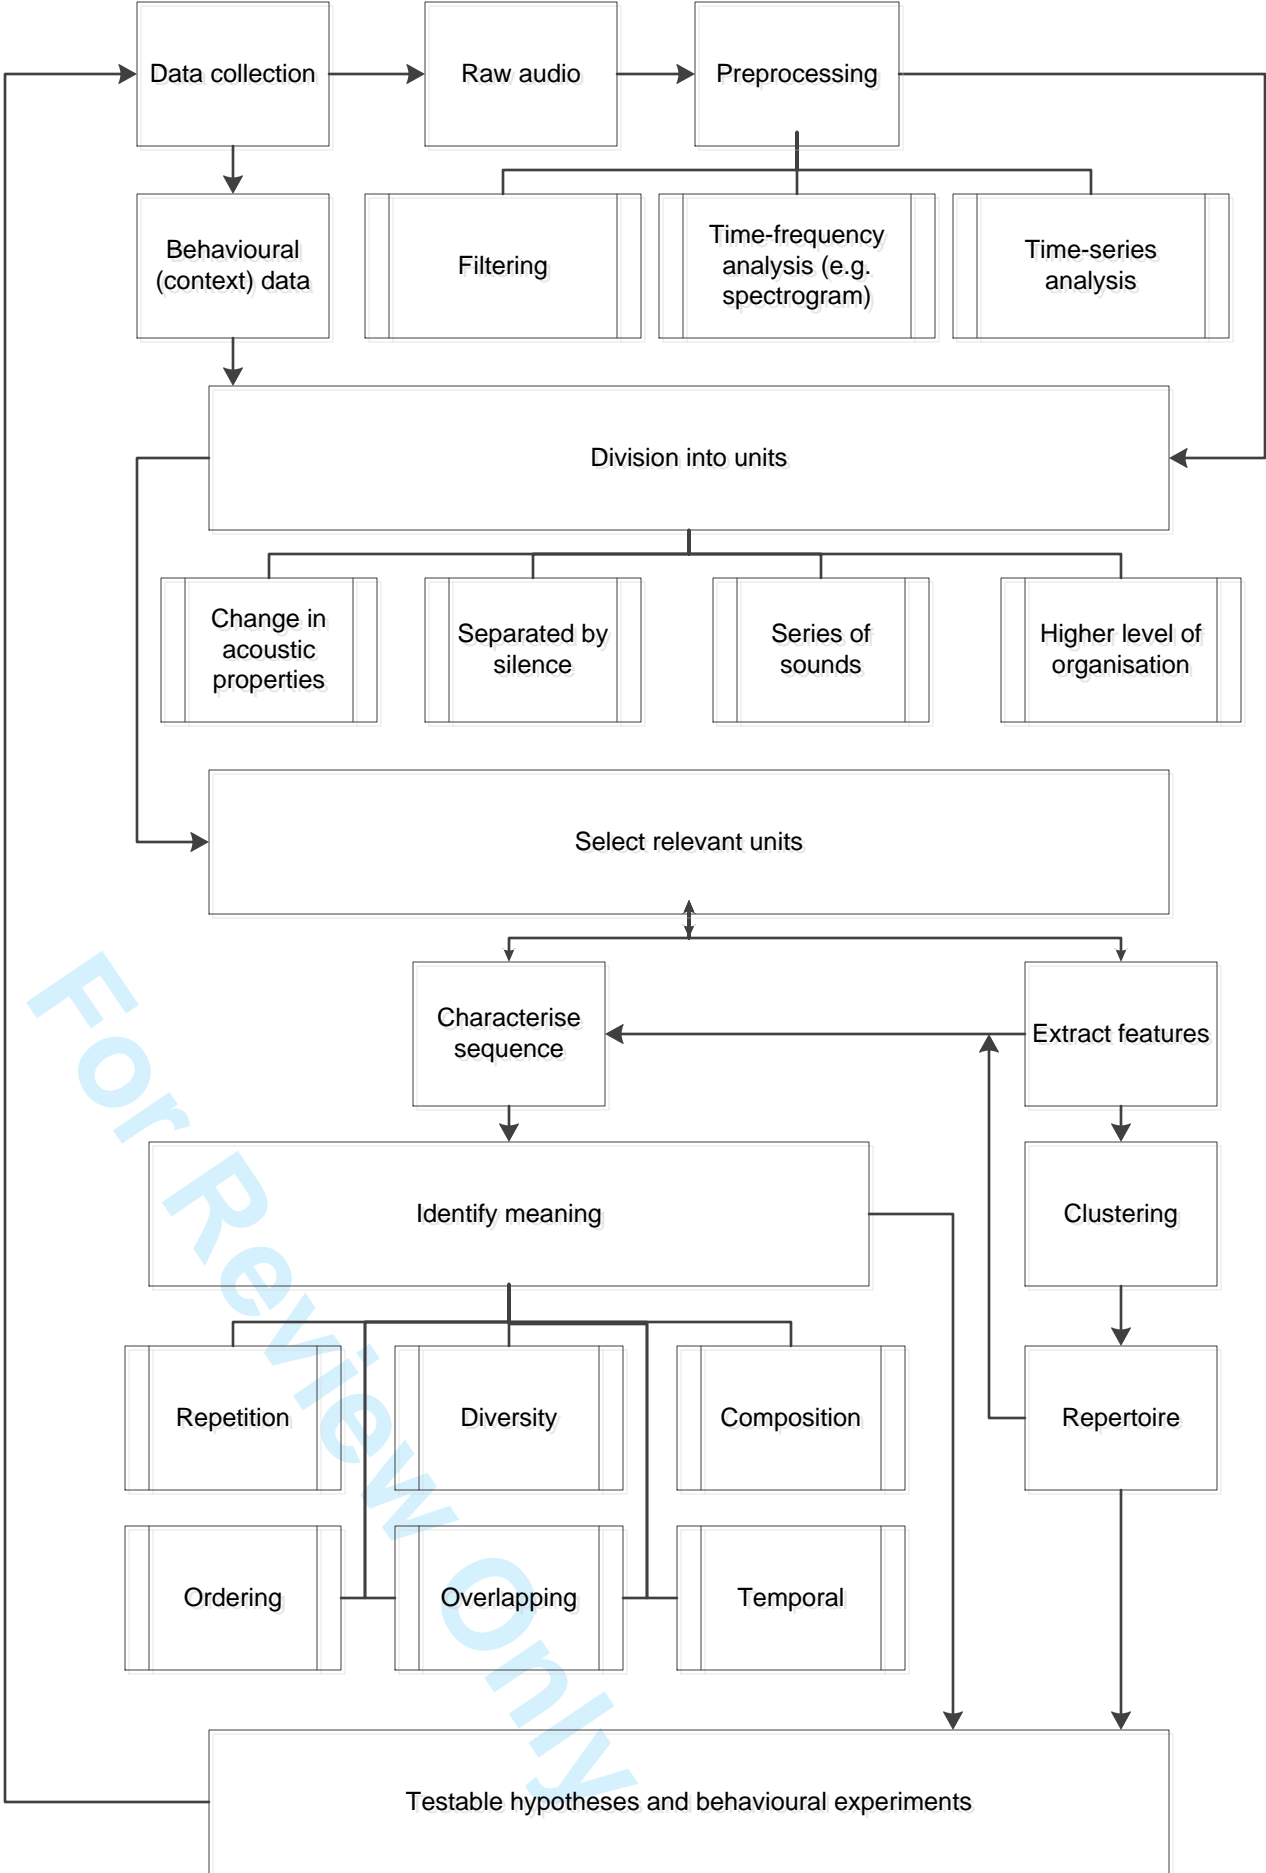 Data collection
Raw audio
Preprocessing
Behavioural
(context) data
Filtering
Time-frequency
analysis (e.g.
spectrogram)
Time-series
analysis
Division into units
Change in
acoustic
properties
Separated by
silence
Series of
sounds
Higher level of
organisation
Select relevant units
Characterise
sequence
Extract features
Identify meaning
Clustering
Repetition
Diversity
Composition
Repertoire
Ordering
Overlapping
Temporal
Testable hypotheses and behavioural experiments
For Review Only